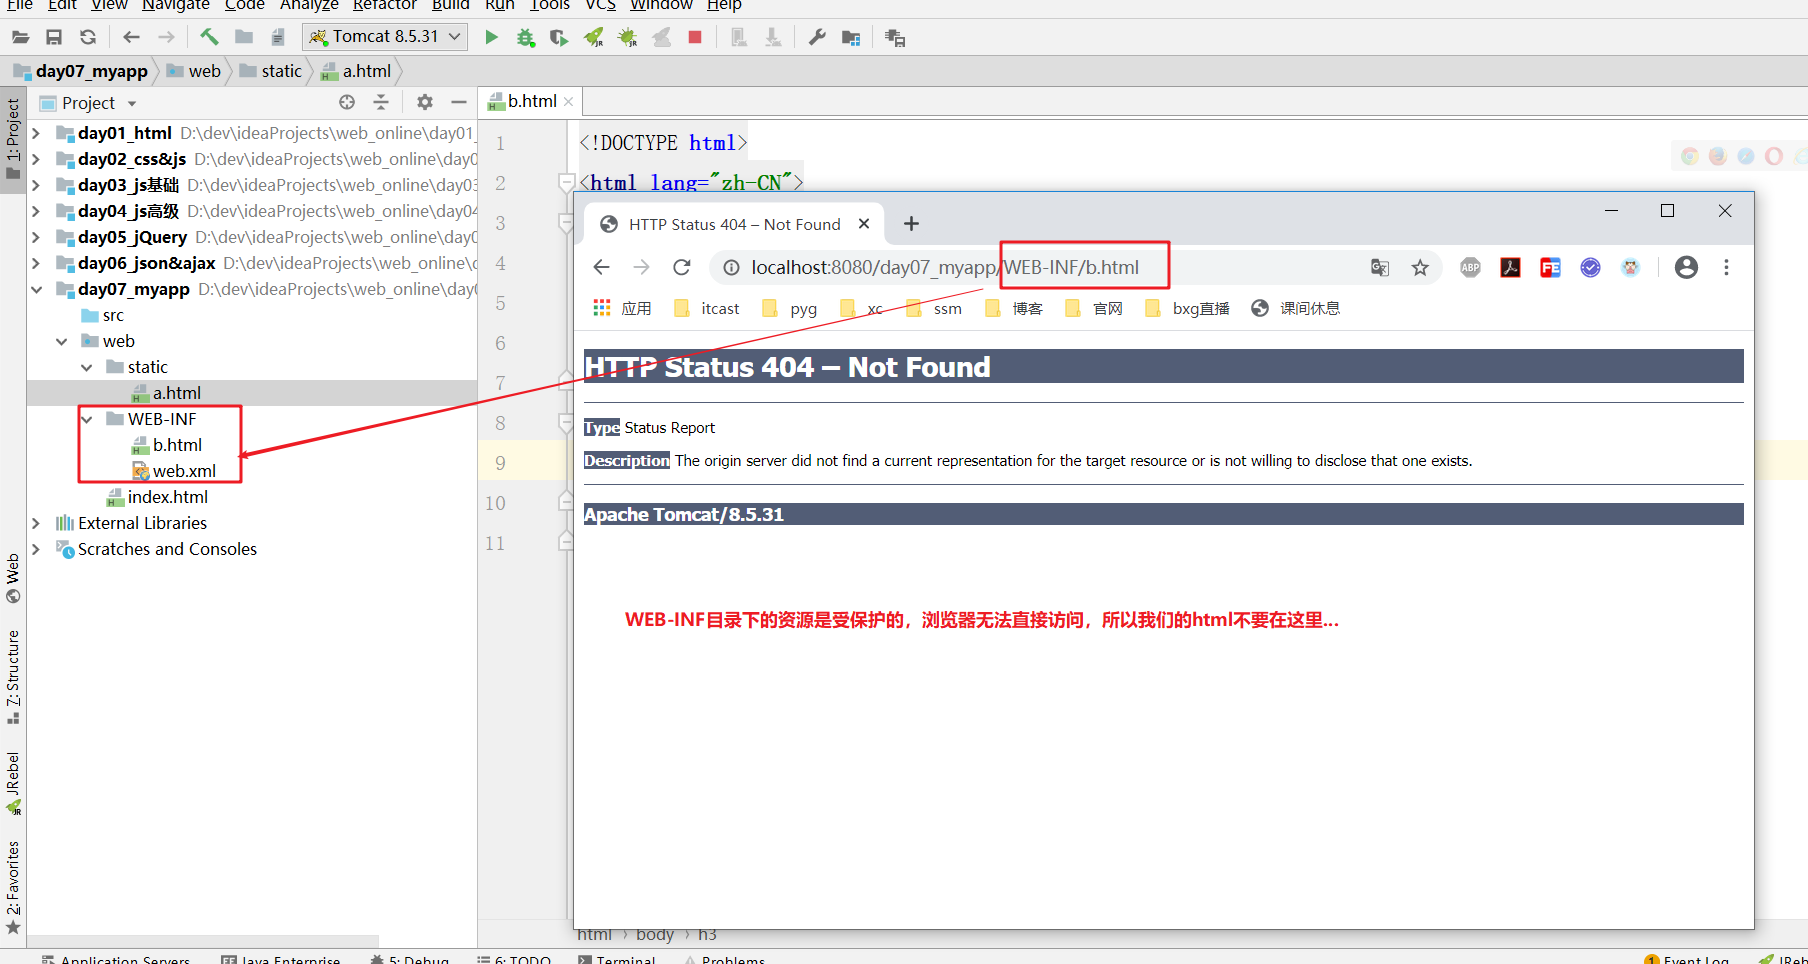 File Edit View Navigate Code Analyze Refactor Build Run Tools VCS Window Help
Tomcat 8.5.31
day07_myapp web static a.html
Project
b.html
1: Project
day01_html D:\dev\ideaProjects\web_online\day01_
day02_css&js D:\dev\ideaProjects\web_online\day0
day03_js基础 D:\dev\ideaProjects\web_online\day03
day04_js高级 D:\dev\ideaProjects\web_online\day04
day05_jQuery D:\dev\ideaProjects\web_online\day0
day06_json&ajax D:\dev\ideaProjects\web_online\
day07_myapp D:\dev\ideaProjects\web_online\day
src
web
static
a.html
WEB-INF
b.html
web.xml
index.html
External Libraries
Scratches and Consoles
Web
7: Structure
JRebel
2: Favorites
1 <!DOCTYPE html>
2 <html lang="zh-CN">
3
4
5
6
7
8
9
10
11
HTTP Status 404 – Not Found
localhost:8080/day07_myapp/WEB-INF/b.html
ABP
FE
应用 itcast pyg xc ssm 博客 官网 bxg直播 课间休息
HTTP Status 404 – Not Found
Type Status Report
Description The origin server did not find a current representation for the target resource or is not willing to disclose that one exists.
Apache Tomcat/8.5.31
WEB-INF目录下的资源是受保护的，浏览器无法直接访问，所以我们的html不要在这里...
html › body › h3
Application Servers Java Enterprise 5: Debug 6: TODO Terminal Problems 1 Event Log JReb